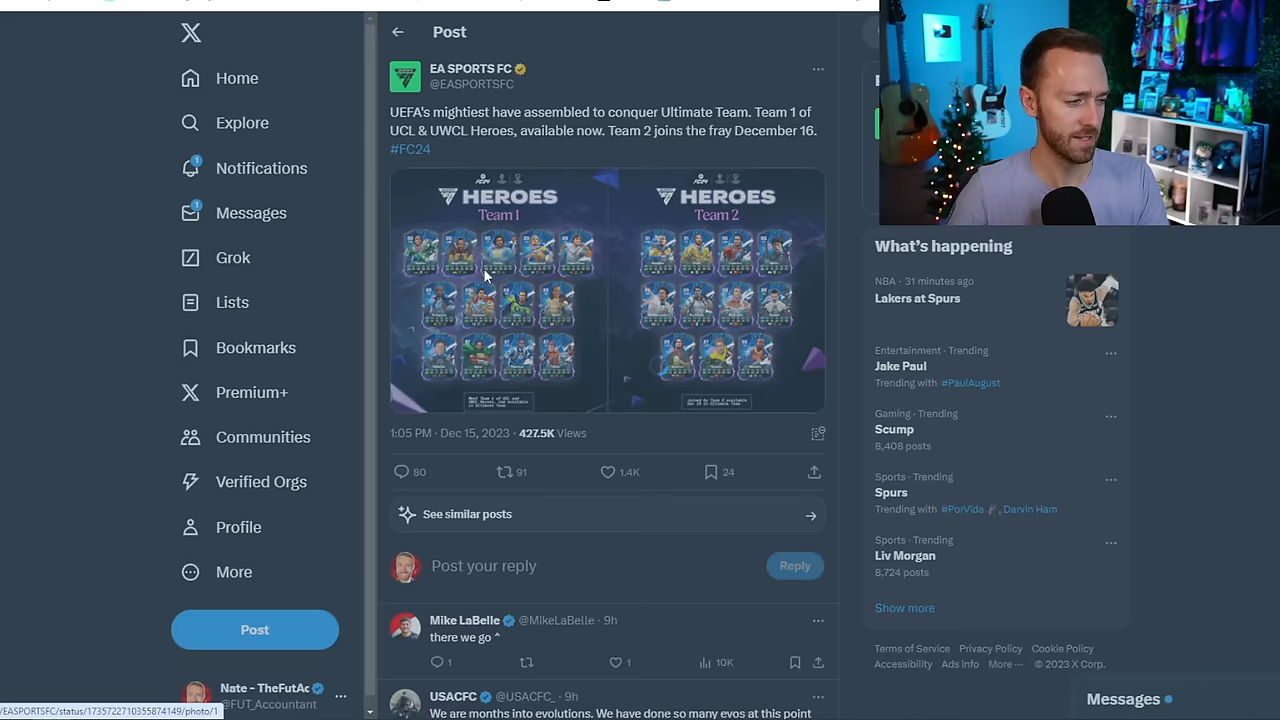 Home
Explore
1
Notifications
1
Messages
Grok
Lists
Bookmarks
Premium+
Communities
Verified Orgs
Profile
More
Post
Nate - TheFutAc
@FUT_Accountant
/EASPORTSFC/status/1735722710355874149/photo/1
Post
EA SPORTS FC
@EASPORTSFC
UEFA's mightiest have assembled to conquer Ultimate Team. Team 1 of
UCL & UWCL Heroes, available now. Team 2 joins the fray December 16.
#FC24
HEROES
Team 1
HEROES
Team 2
1:05 PM · Dec 15, 2023 · 427.5K Views
80
91
1.4K
24
See similar posts
Post your reply
Reply
Mike LaBelle @MikeLaBelle · 9h
there we go ^
1
1
10K
USACFC @USACFC_ · 9h
We are months into evolutions. We have done so many evos at this point
What's happening
NBA · 31 minutes ago
Lakers at Spurs
Entertainment · Trending
Jake Paul
Trending with #PaulAugust
Gaming · Trending
Scump
8,408 posts
Sports · Trending
Spurs
Trending with #PorVida, Darvin Ham
Sports · Trending
Liv Morgan
8,724 posts
Show more
Terms of Service Privacy Policy Cookie Policy
Accessibility Ads info More ··· © 2023 X Corp.
Messages